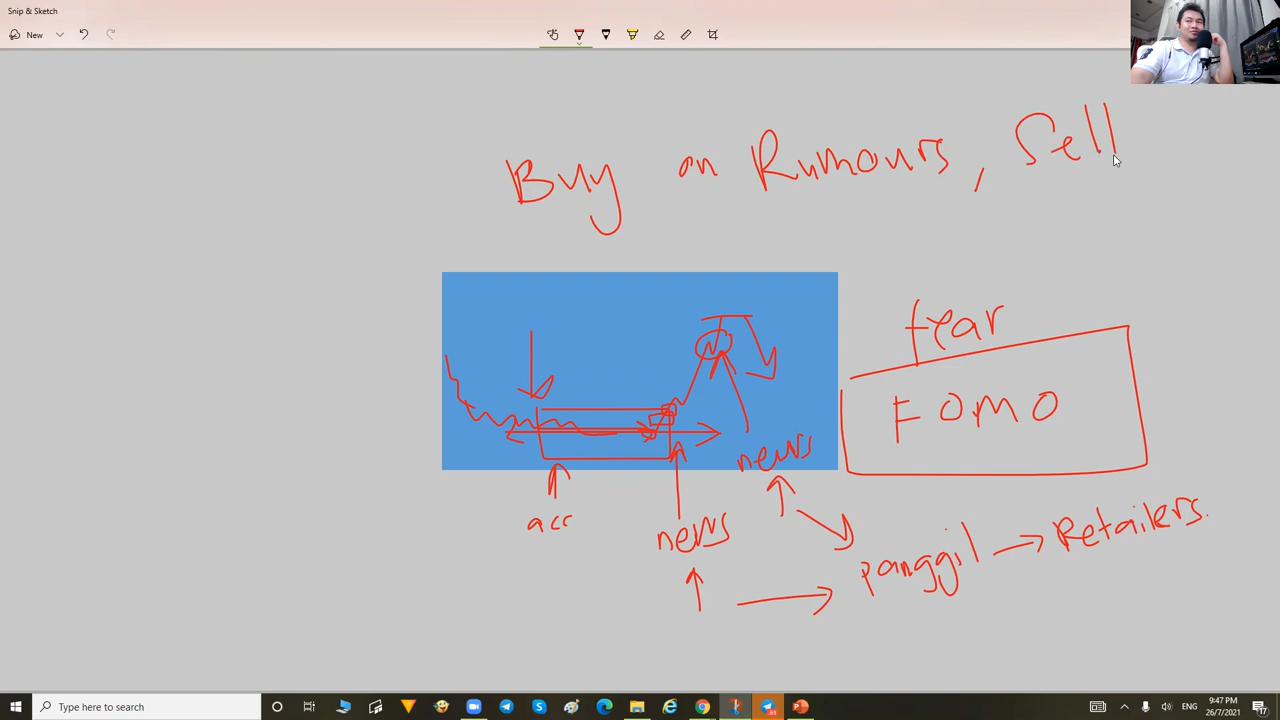 Snip & Sketch
New
Buy on Rumours, Sell
fear
FOMO
news
acc
news
panggil → Retailers.
Type here to search
9:47 PM
ENG
26/7/2021
17